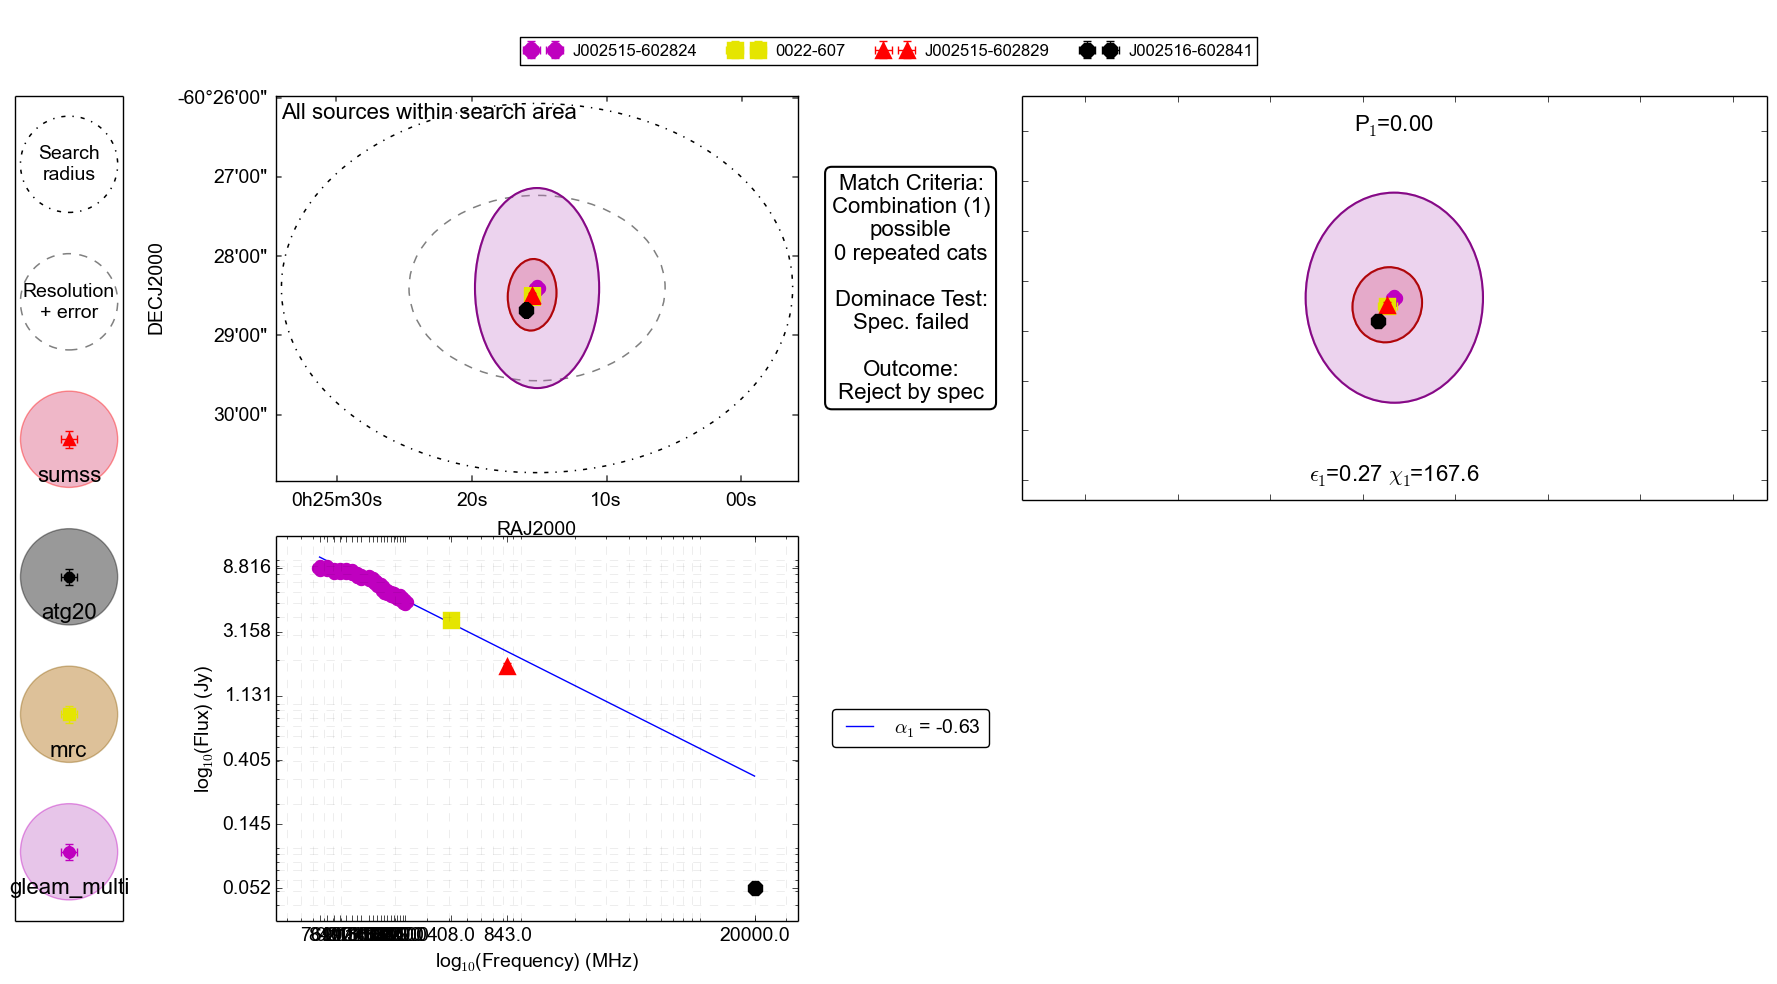 J002515-602824 0022-607 J002515-602829 J002516-602841
Search
radius
Resolution
+ error
sumss
atg20
mrc
gleam_multi
All sources within search area
-60°26'00"
27'00"
28'00"
29'00"
30'00"
DECJ2000
0h25m30s 20s 10s 00s
RAJ2000
Match Criteria:
Combination (1)
possible
0 repeated cats
Dominace Test:
Spec. failed
Outcome:
Reject by spec
P₁=0.00
ϵ₁=0.27 χ₁=167.6
8.816
3.158
1.131
0.405
0.145
0.052
log₁₀(Flux) (Jy)
408.0 843.0 20000.0
log₁₀(Frequency) (MHz)
α₁ = -0.63